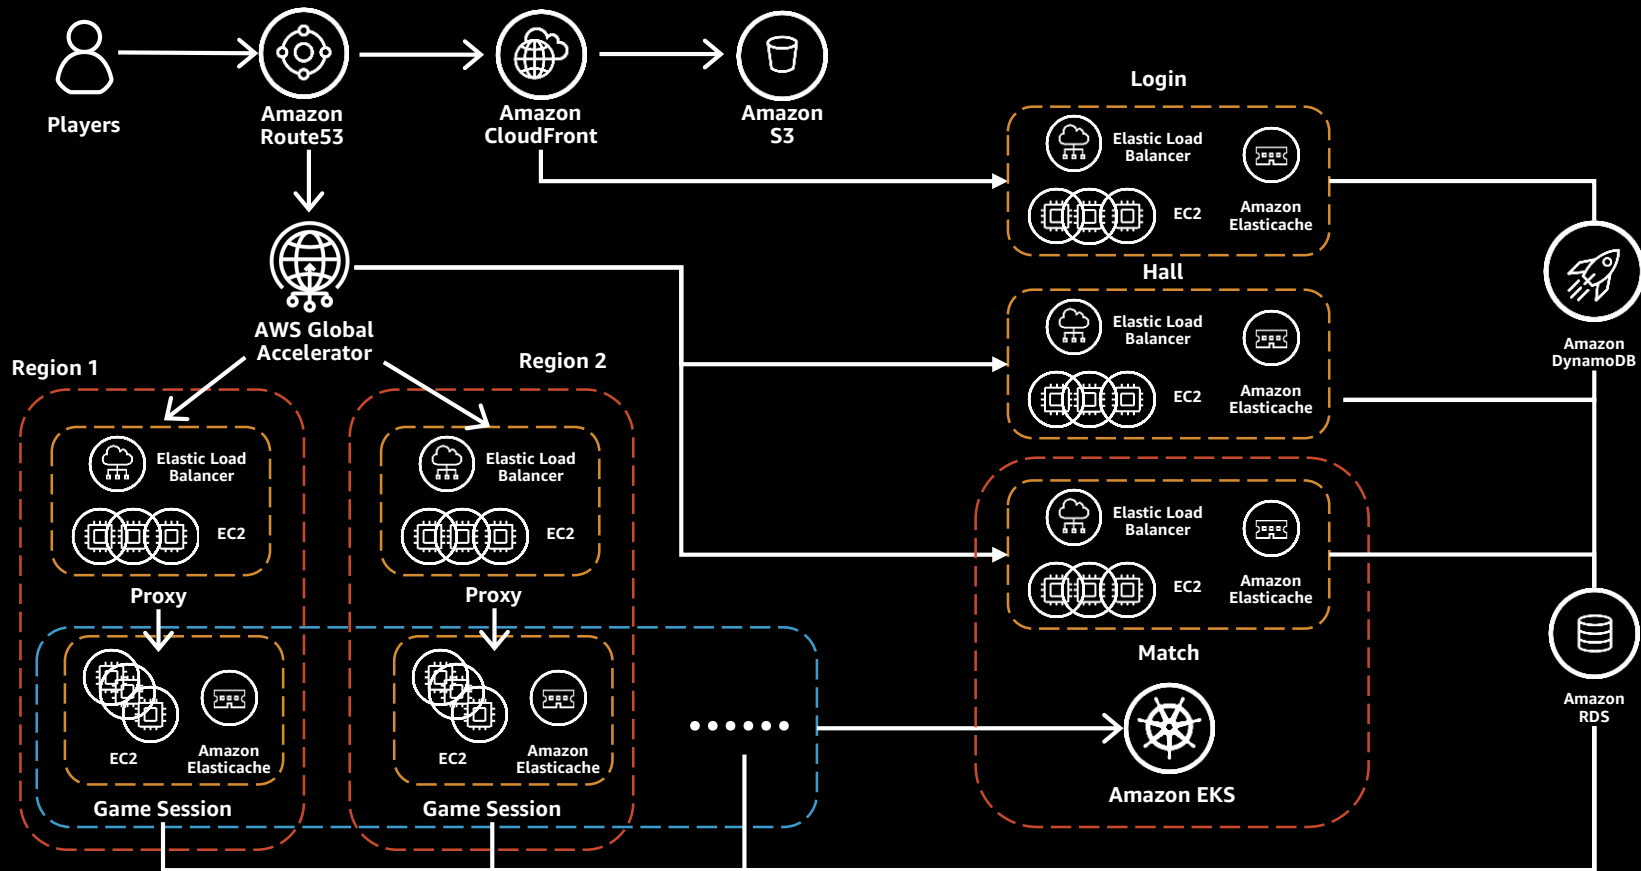 Players
Amazon
Route53
Amazon
CloudFront
Amazon
S3
Login
Elastic Load
Balancer
EC2
Amazon
Elasticache
Hall
Elastic Load
Balancer
EC2
Amazon
Elasticache
Amazon
DynamoDB
AWS Global
Accelerator
Region 1
Region 2
Elastic Load
Balancer
EC2
Proxy
Elastic Load
Balancer
EC2
Proxy
Elastic Load
Balancer
EC2
Amazon
Elasticache
Match
Amazon
RDS
EC2
Amazon
Elasticache
Game Session
EC2
Amazon
Elasticache
Game Session
......
Amazon EKS